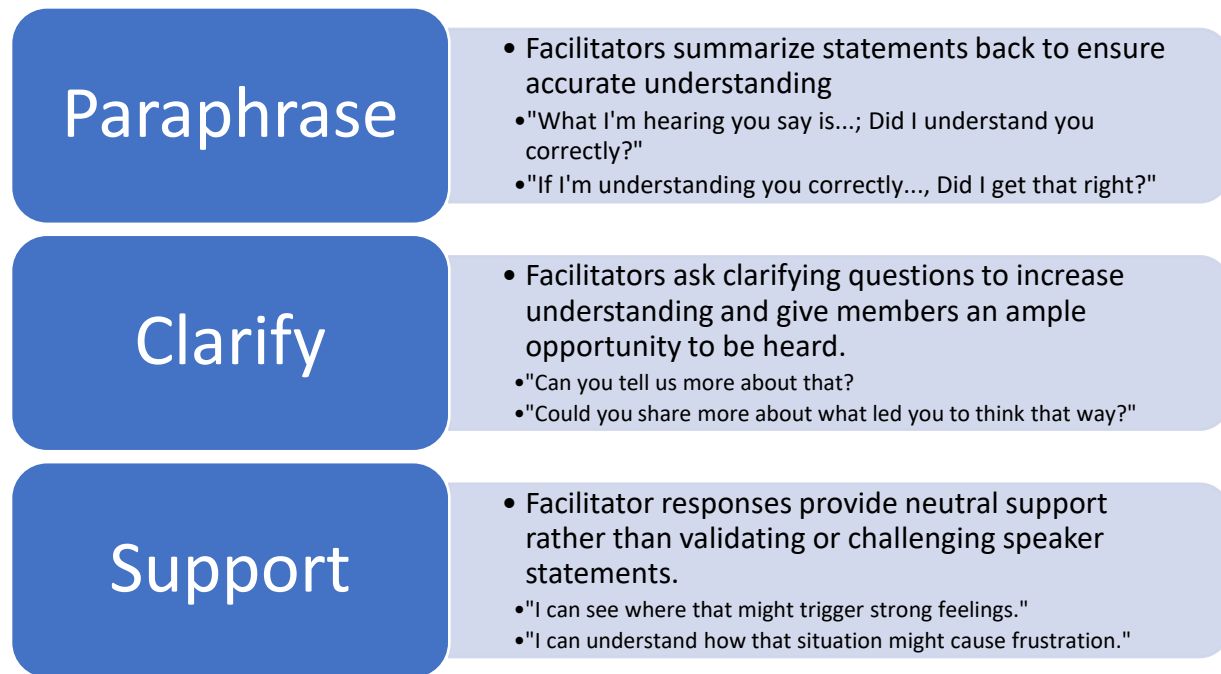 Paraphrase
• Facilitators summarize statements back to ensure
accurate understanding
•"What I'm hearing you say is...; Did I understand you
correctly?"
•"If I'm understanding you correctly..., Did I get that right?"
Clarify
• Facilitators ask clarifying questions to increase
understanding and give members an ample
opportunity to be heard.
•"Can you tell us more about that?
•"Could you share more about what led you to think that way?"
Support
• Facilitator responses provide neutral support
rather than validating or challenging speaker
statements.
•"I can see where that might trigger strong feelings."
•"I can understand how that situation might cause frustration."